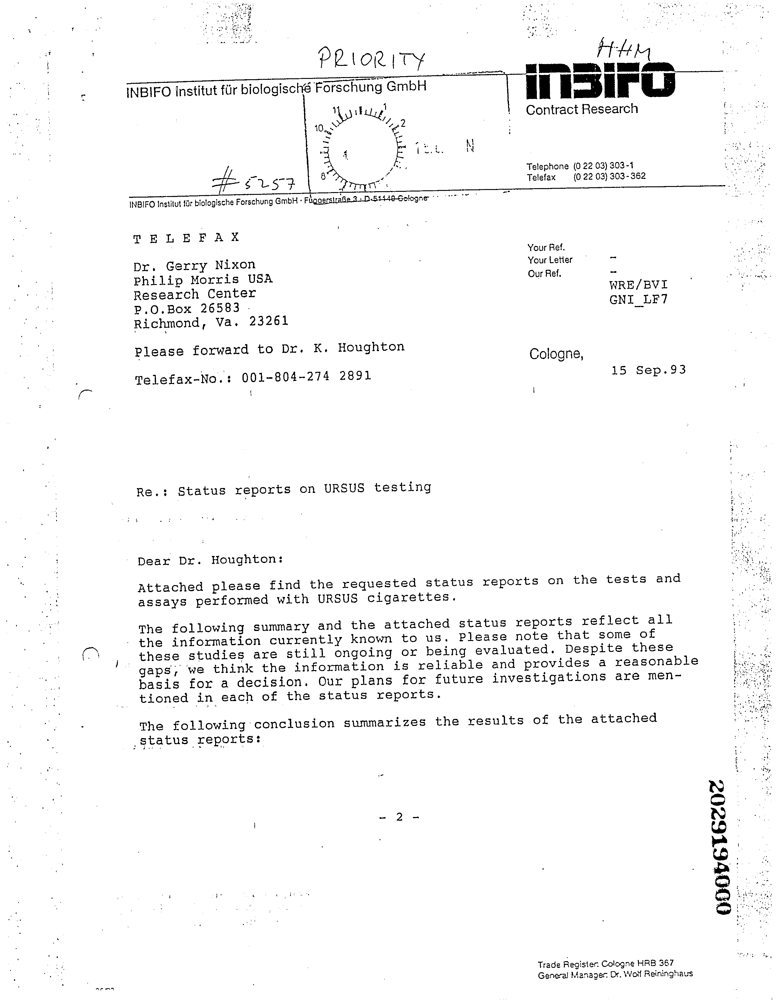 PRIORITY
HHM
INBIFO Institut für biologische Forschung GmbH
INBIFO
Contract Research
11 1
10 2
8
# 5257
Telephone (0 22 03) 303-1
Telefax (0 22 03) 303-362
INBIFO Institut für biologische Forschung GmbH · Fuggerstraße 3 · D-51149 Cologne
T E L E F A X
Dr. Gerry Nixon
Philip Morris USA
Research Center
P.O.Box 26583
Richmond, Va. 23261
Please forward to Dr. K. Houghton
Telefax-No.: 001-804-274 2891
Your Ref.
Your Letter –
Our Ref. –
WRE/BVI
GNI_LF7
Cologne,
15 Sep.93
Re.: Status reports on URSUS testing
Dear Dr. Houghton:
Attached please find the requested status reports on the tests and
assays performed with URSUS cigarettes.
The following summary and the attached status reports reflect all
the information currently known to us. Please note that some of
these studies are still ongoing or being evaluated. Despite these
gaps, we think the information is reliable and provides a reasonable
basis for a decision. Our plans for future investigations are men-
tioned in each of the status reports.
The following conclusion summarizes the results of the attached
status reports:
- 2 -
2029194000
Trade Register: Cologne HRB 367
General Manager: Dr. Wolf Reininghaus